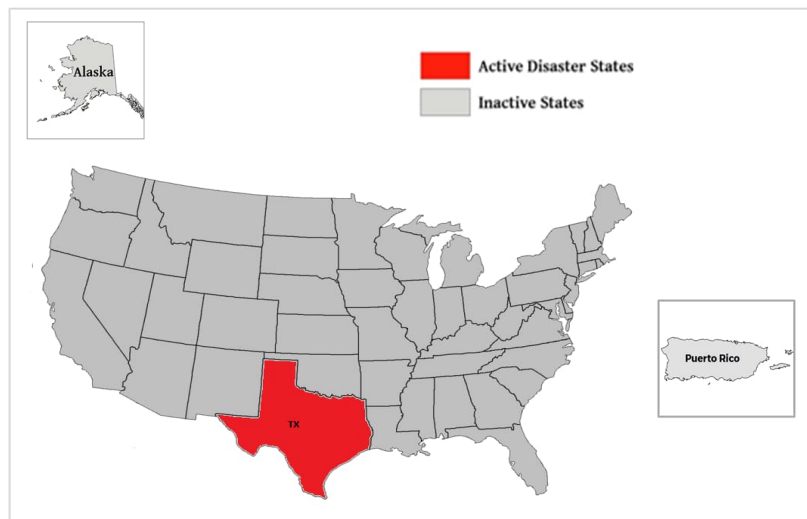 Alaska
Active Disaster States
Inactive States
Puerto Rico
TX